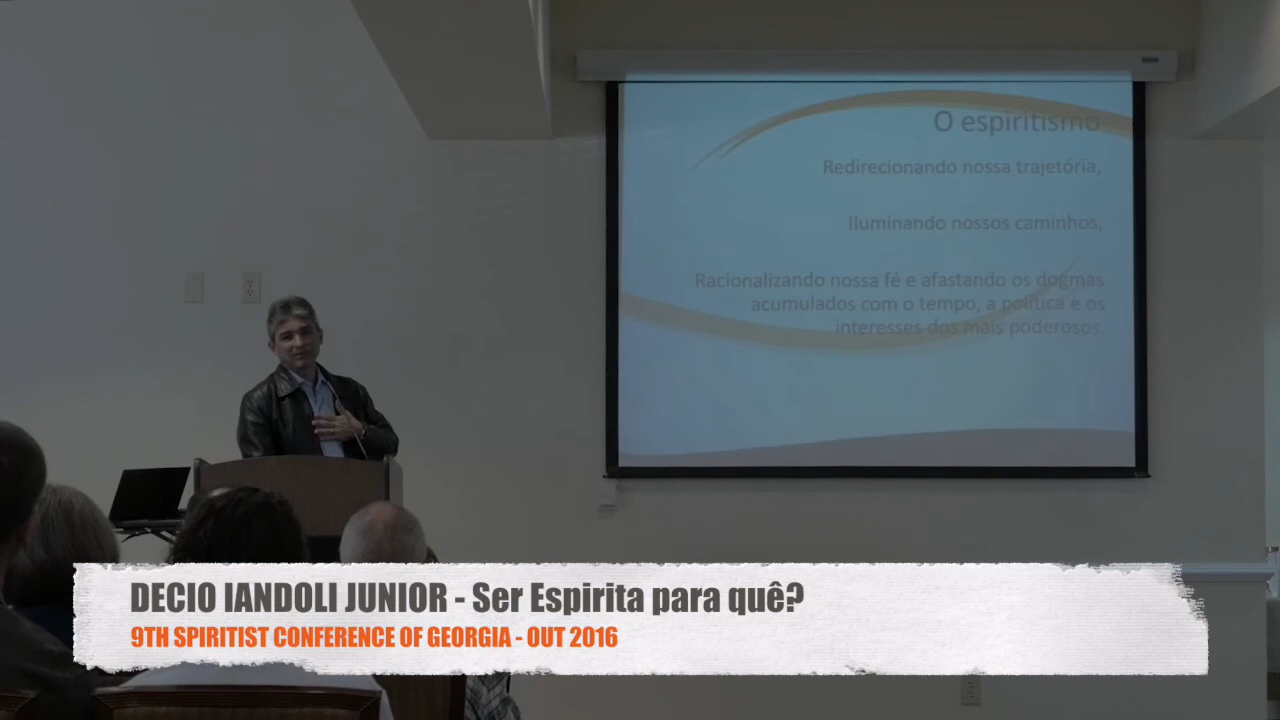 O espiritismo
Redirecionando nossa trajetória,
Iluminando nossos caminhos,
Racionalizando nossa fé e afastando os dogmas
acumulados com o tempo, a política e os
interesses dos mais poderosos.
DECIO IANDOLI JUNIOR - Ser Espirita para quê?
9TH SPIRITIST CONFERENCE OF GEORGIA - OUT 2016